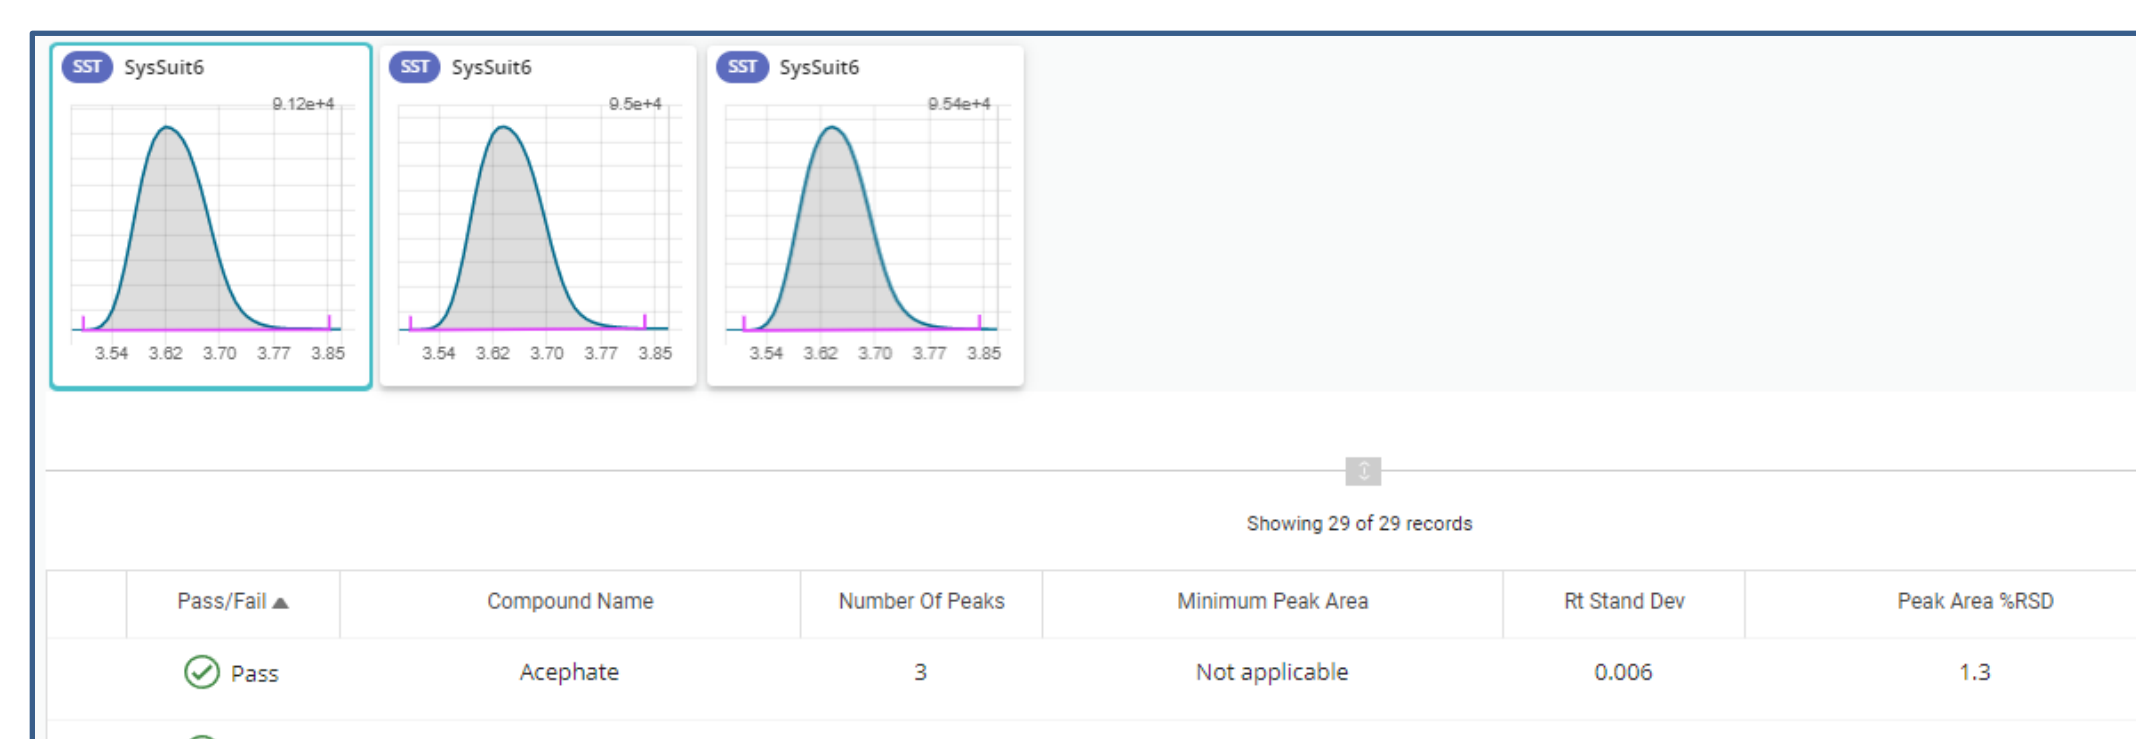 SST SysSuit6
9.12e+4
3.54 3.62 3.70 3.77 3.85
SST SysSuit6
9.5e+4
3.54 3.62 3.70 3.77 3.85
SST SysSuit6
9.54e+4
3.54 3.62 3.70 3.77 3.85
Showing 29 of 29 records
Pass/Fail Compound Name Number Of Peaks Minimum Peak Area Rt Stand Dev Peak Area %RSD
Pass Acephate 3 Not applicable 0.006 1.3